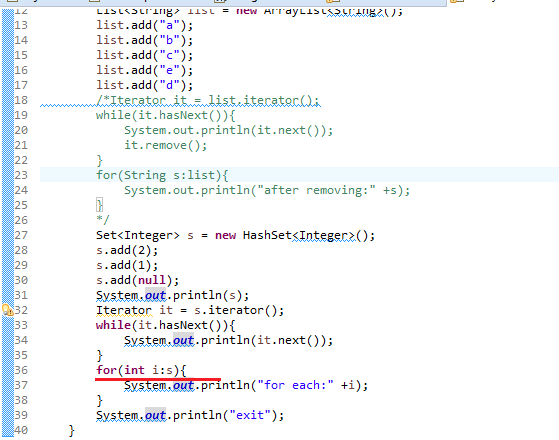 12 List<String> list = new ArrayList<String>();
13 list.add("a");
14 list.add("b");
15 list.add("c");
16 list.add("e");
17 list.add("d");
18 /*Iterator it = list.iterator();
19 while(it.hasNext()){
20 System.out.println(it.next());
21 it.remove();
22 }
23 for(String s:list){
24 System.out.println("after removing:" +s);
25 }
26 */
27 Set<Integer> s = new HashSet<Integer>();
28 s.add(2);
29 s.add(1);
30 s.add(null);
31 System.out.println(s);
32 Iterator it = s.iterator();
33 while(it.hasNext()){
34 System.out.println(it.next());
35 }
36 for(int i:s){
37 System.out.println("for each:" +i);
38 }
39 System.out.println("exit");
40 }